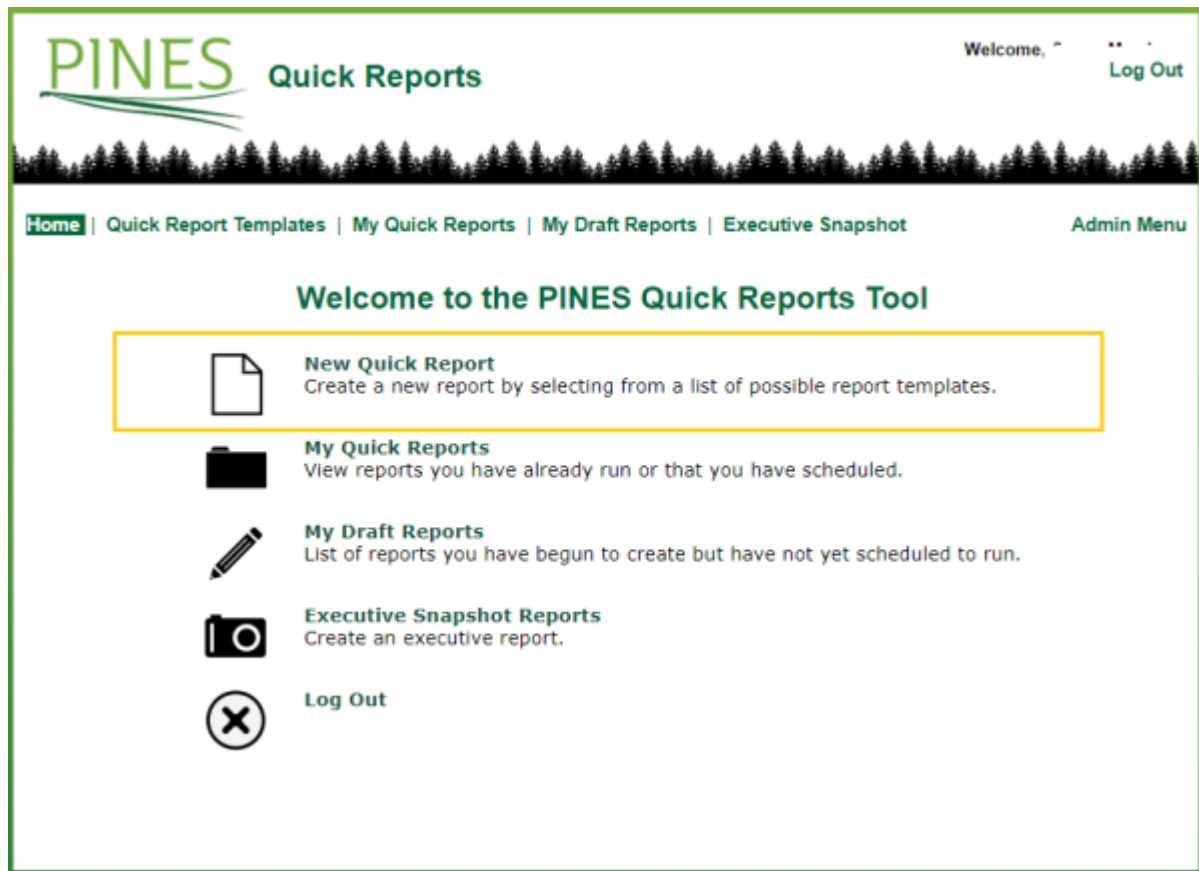 PINES
Quick Reports
Welcome,
Log Out
Home | Quick Report Templates | My Quick Reports | My Draft Reports | Executive Snapshot
Admin Menu
Welcome to the PINES Quick Reports Tool
New Quick Report
Create a new report by selecting from a list of possible report templates.
My Quick Reports
View reports you have already run or that you have scheduled.
My Draft Reports
List of reports you have begun to create but have not yet scheduled to run.
Executive Snapshot Reports
Create an executive report.
Log Out